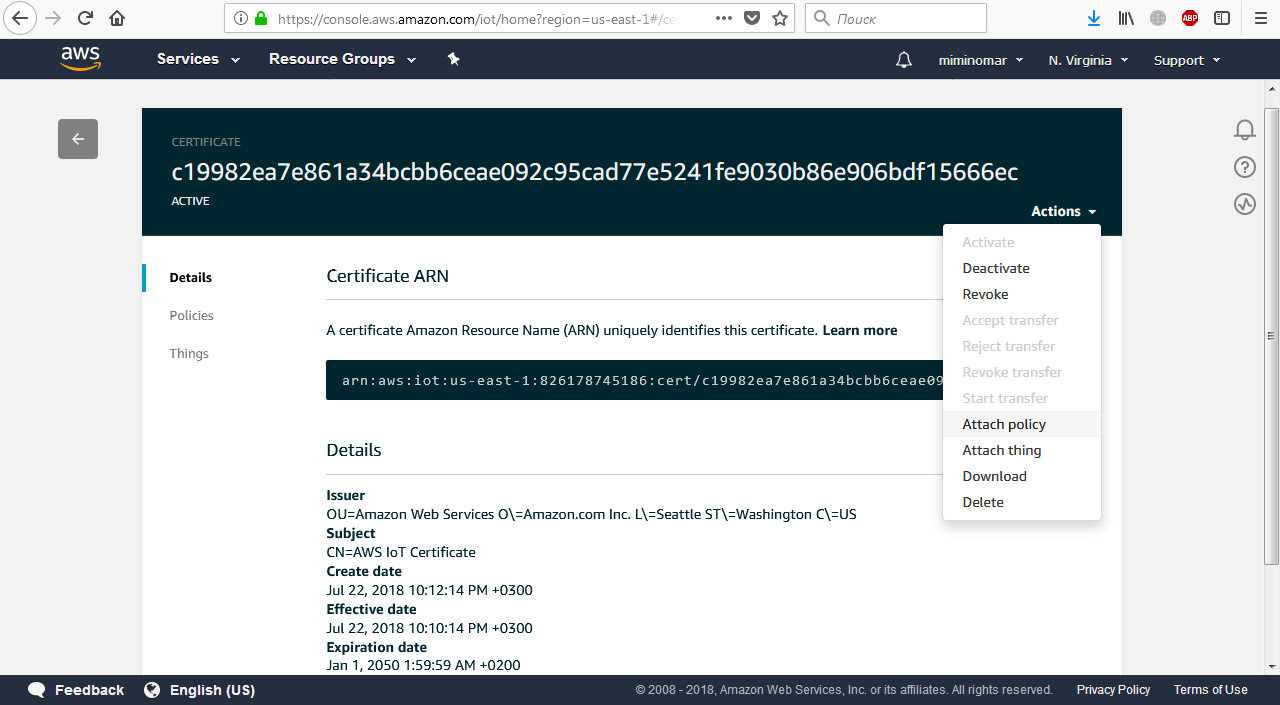 https://console.aws.amazon.com/iot/home?region=us-east-1#/ce
Поиск
ABP
aws
Services
Resource Groups
miminomar
N. Virginia
Support
CERTIFICATE
c19982ea7e861a34bcbb6ceae092c95cad77e5241fe9030b86e906bdf15666ec
ACTIVE
Actions
Activate
Deactivate
Revoke
Accept transfer
Reject transfer
Revoke transfer
Start transfer
Attach policy
Attach thing
Download
Delete
Details
Policies
Things
Certificate ARN
A certificate Amazon Resource Name (ARN) uniquely identifies this certificate. Learn more
arn:aws:iot:us-east-1:826178745186:cert/c19982ea7e861a34bcbb6ceae09
Details
Issuer
OU=Amazon Web Services O\=Amazon.com Inc. L\=Seattle ST\=Washington C\=US
Subject
CN=AWS IoT Certificate
Create date
Jul 22, 2018 10:12:14 PM +0300
Effective date
Jul 22, 2018 10:10:14 PM +0300
Expiration date
Jan 1, 2050 1:59:59 AM +0200
Feedback
English (US)
© 2008 - 2018, Amazon Web Services, Inc. or its affiliates. All rights reserved.
Privacy Policy
Terms of Use